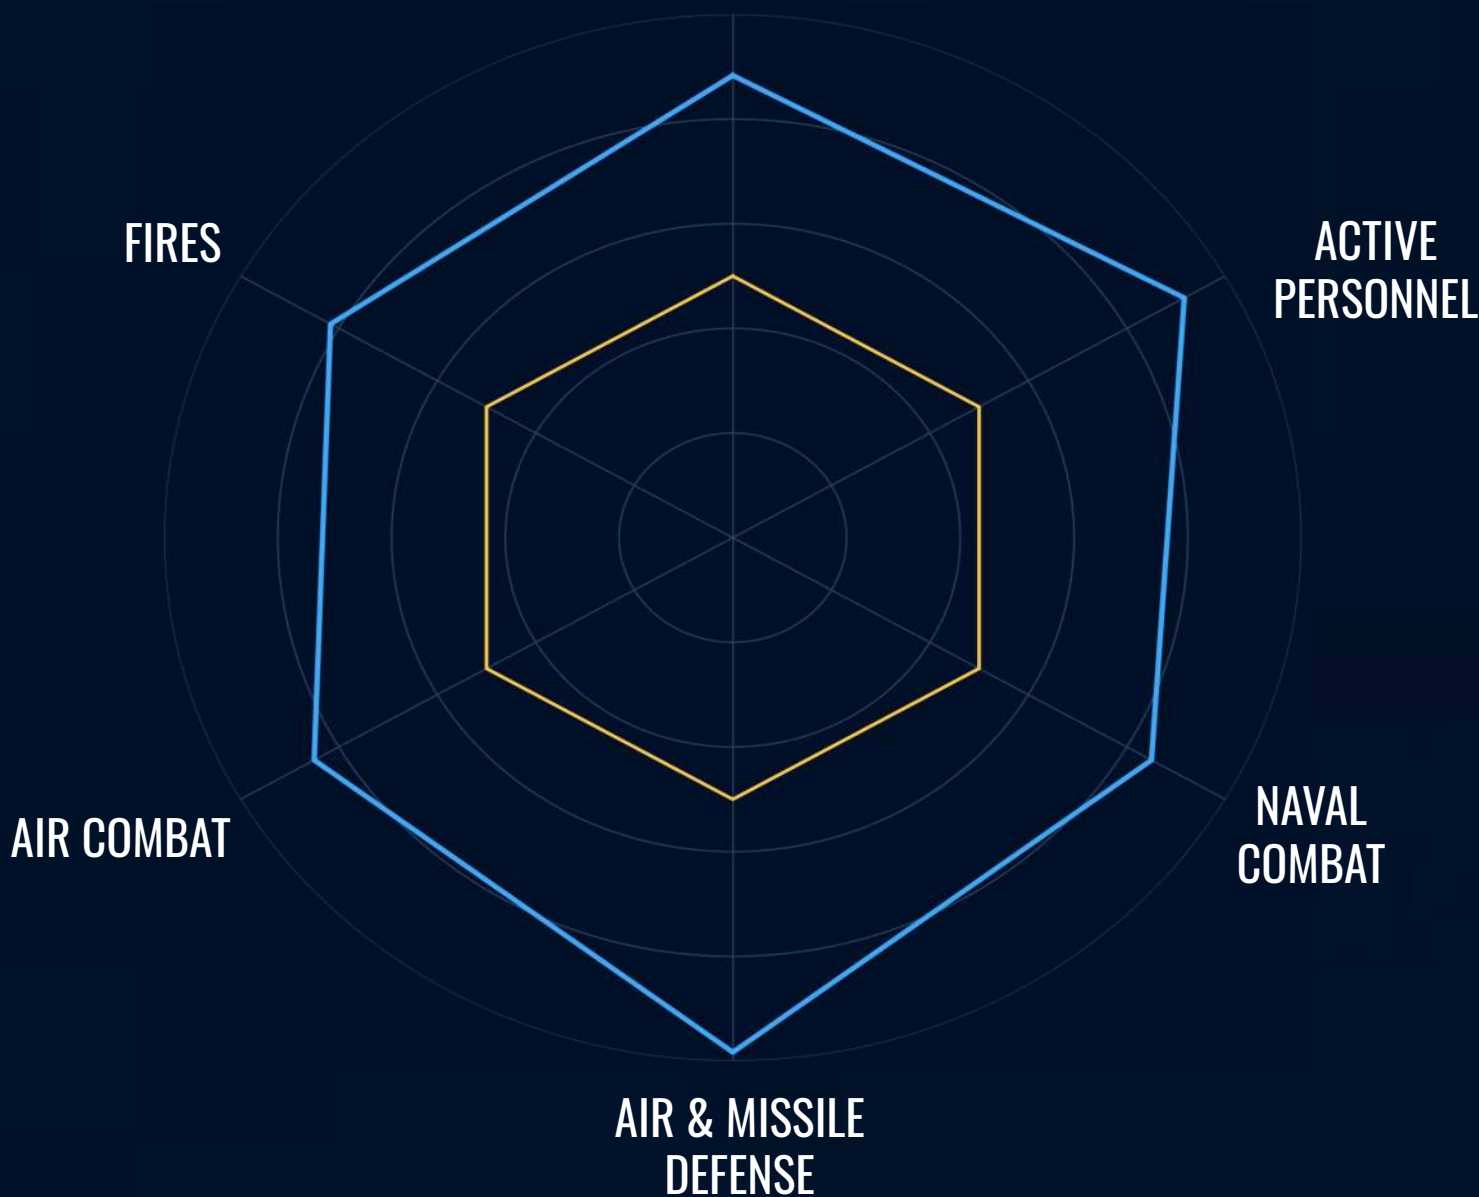 FIRES
ACTIVE
PERSONNEL
NAVAL
COMBAT
AIR COMBAT
AIR & MISSILE
DEFENSE